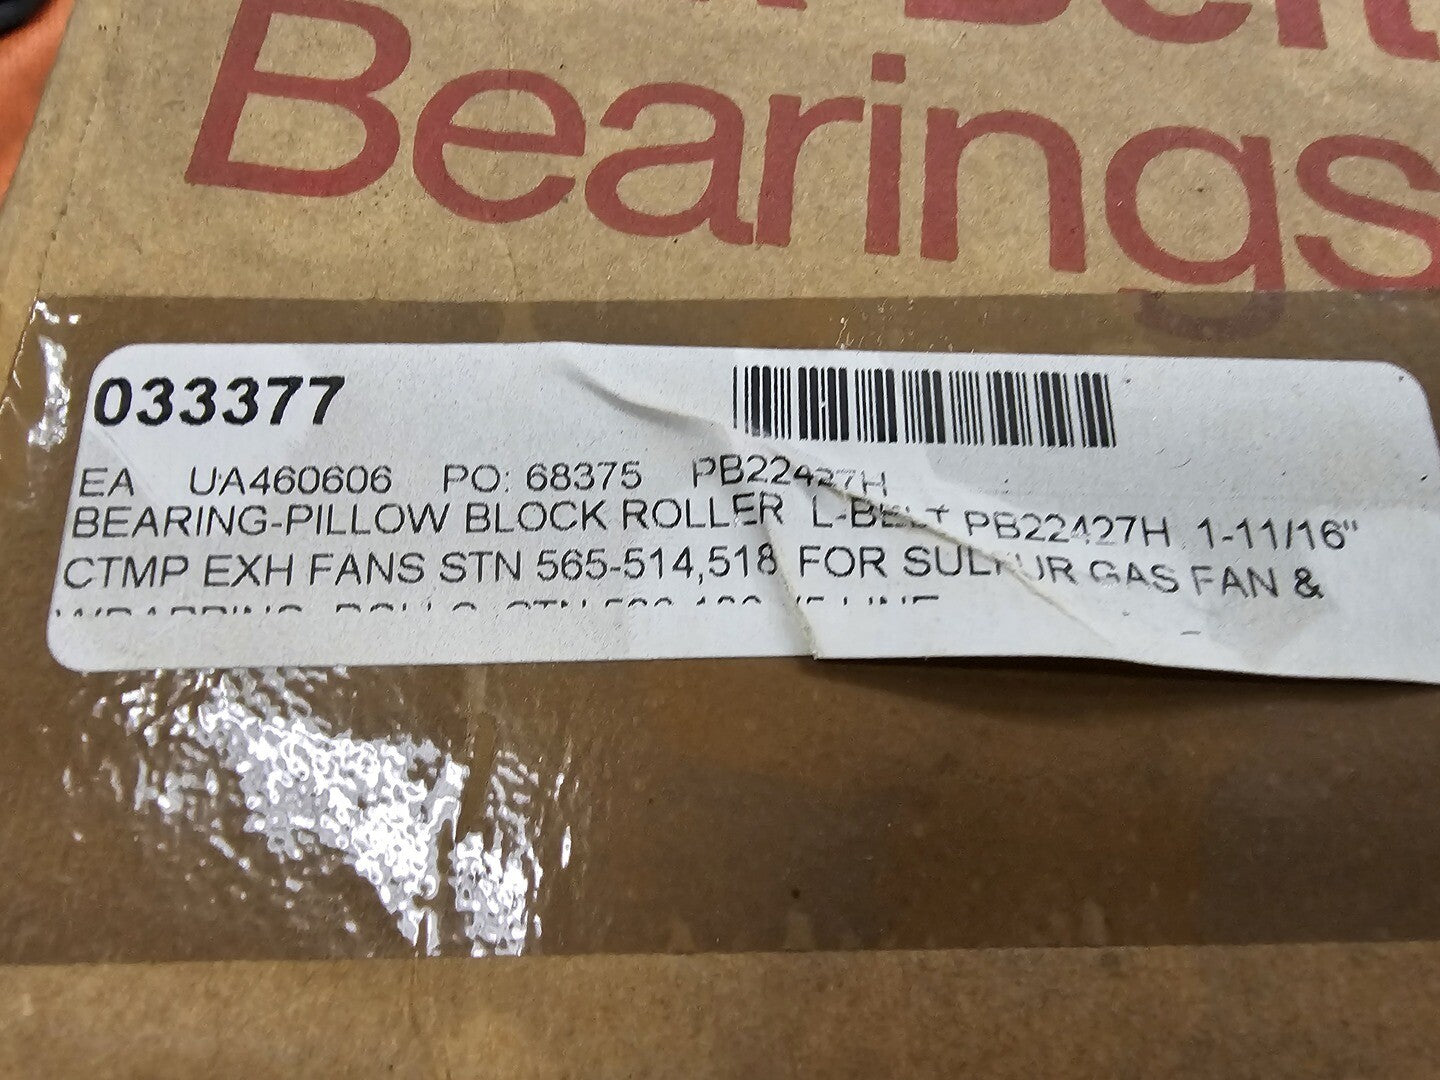 Belt
Bearings
033377
EA UA460606 PO: 68375 PB22427H
BEARING-PILLOW BLOCK ROLLER L-BELT PB22427H 1-11/16"
CTMP EXH FANS STN 565-514,518 FOR SULFUR GAS FAN &